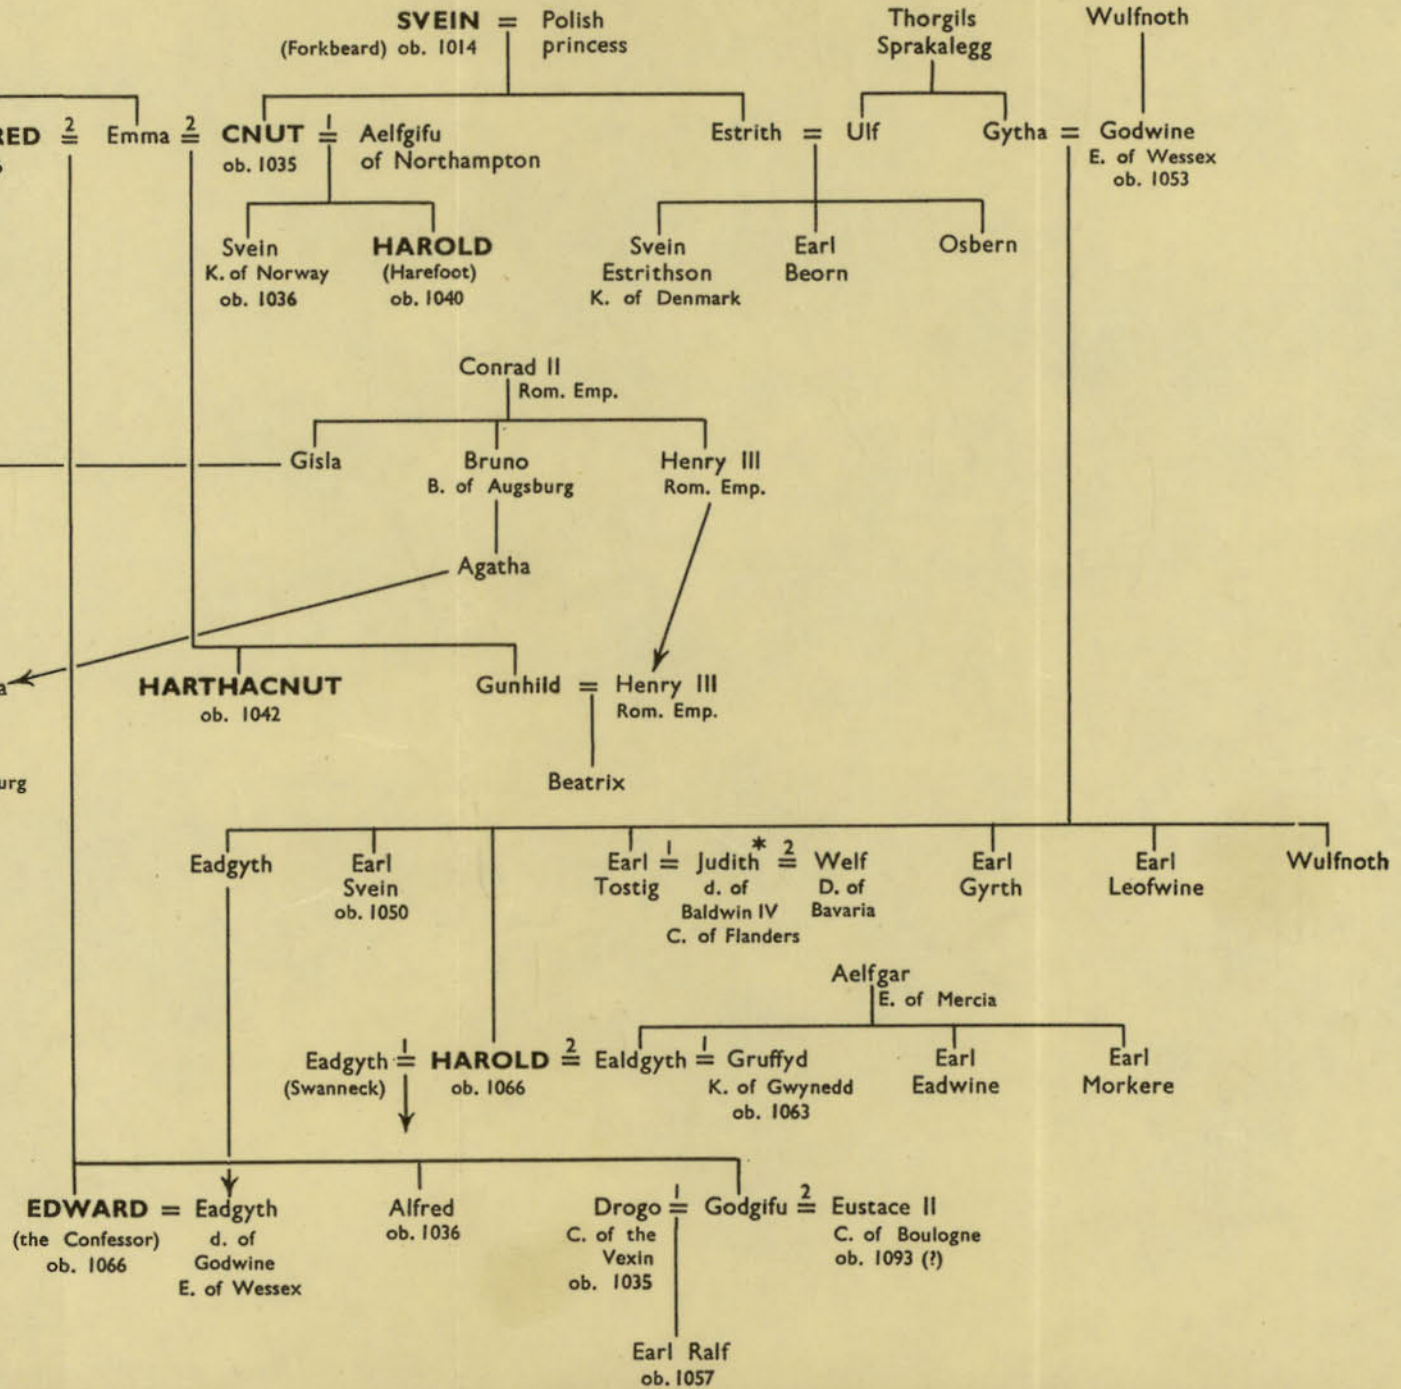 SVEIN = Polish princess
(Forkbeard) ob. 1014
Thorgils
Sprakalegg
Wulfnoth
RED 2 = Emma 2 = CNUT 1 = Aelfgifu
ob. 1035
of Northampton
Estrith = Ulf
Gytha = Godwine
E. of Wessex
ob. 1053
Svein
K. of Norway
ob. 1036
HAROLD
(Harefoot)
ob. 1040
Svein
Estrithson
K. of Denmark
Earl
Beorn
Osbern
Conrad II
Rom. Emp.
Gisla
Bruno
B. of Augsburg
Henry III
Rom. Emp.
Agatha
a
HARTHACNUT
ob. 1042
Gunhild = Henry III
Rom. Emp.
urg
Beatrix
Eadgyth
Earl
Svein
ob. 1050
Earl
Tostig
1 =
Judith*
d. of
Baldwin IV
C. of Flanders
2 =
Welf
D. of
Bavaria
Earl
Gyrth
Earl
Leofwine
Wulfnoth
Aelfgar
E. of Mercia
Eadgyth 1 = HAROLD 2 = Ealdgyth 1 = Gruffyd
(Swanneck)
ob. 1066
K. of Gwynedd
ob. 1063
Earl
Eadwine
Earl
Morkere
EDWARD = Eadgyth
(the Confessor)
ob. 1066
d. of
Godwine
E. of Wessex
Alfred
ob. 1036
Drogo 1 = Godgifu 2 = Eustace II
C. of the
Vexin
ob. 1035
C. of Boulogne
ob. 1093 (?)
Earl Ralf
ob. 1057